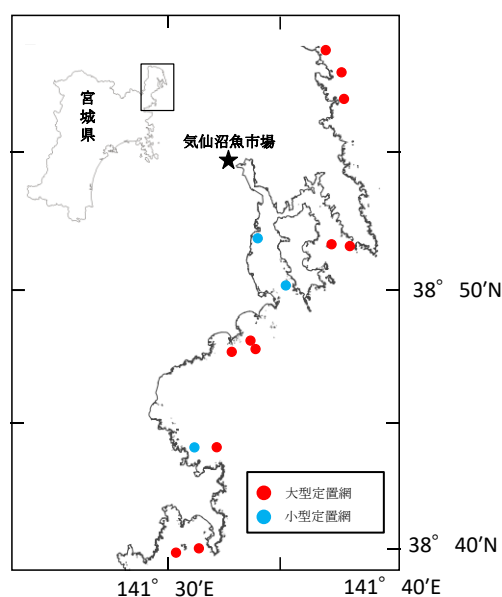 宮城県
気仙沼魚市場
38° 50′N
大型定置網
小型定置網
38° 40′N
141° 30′E
141° 40′E